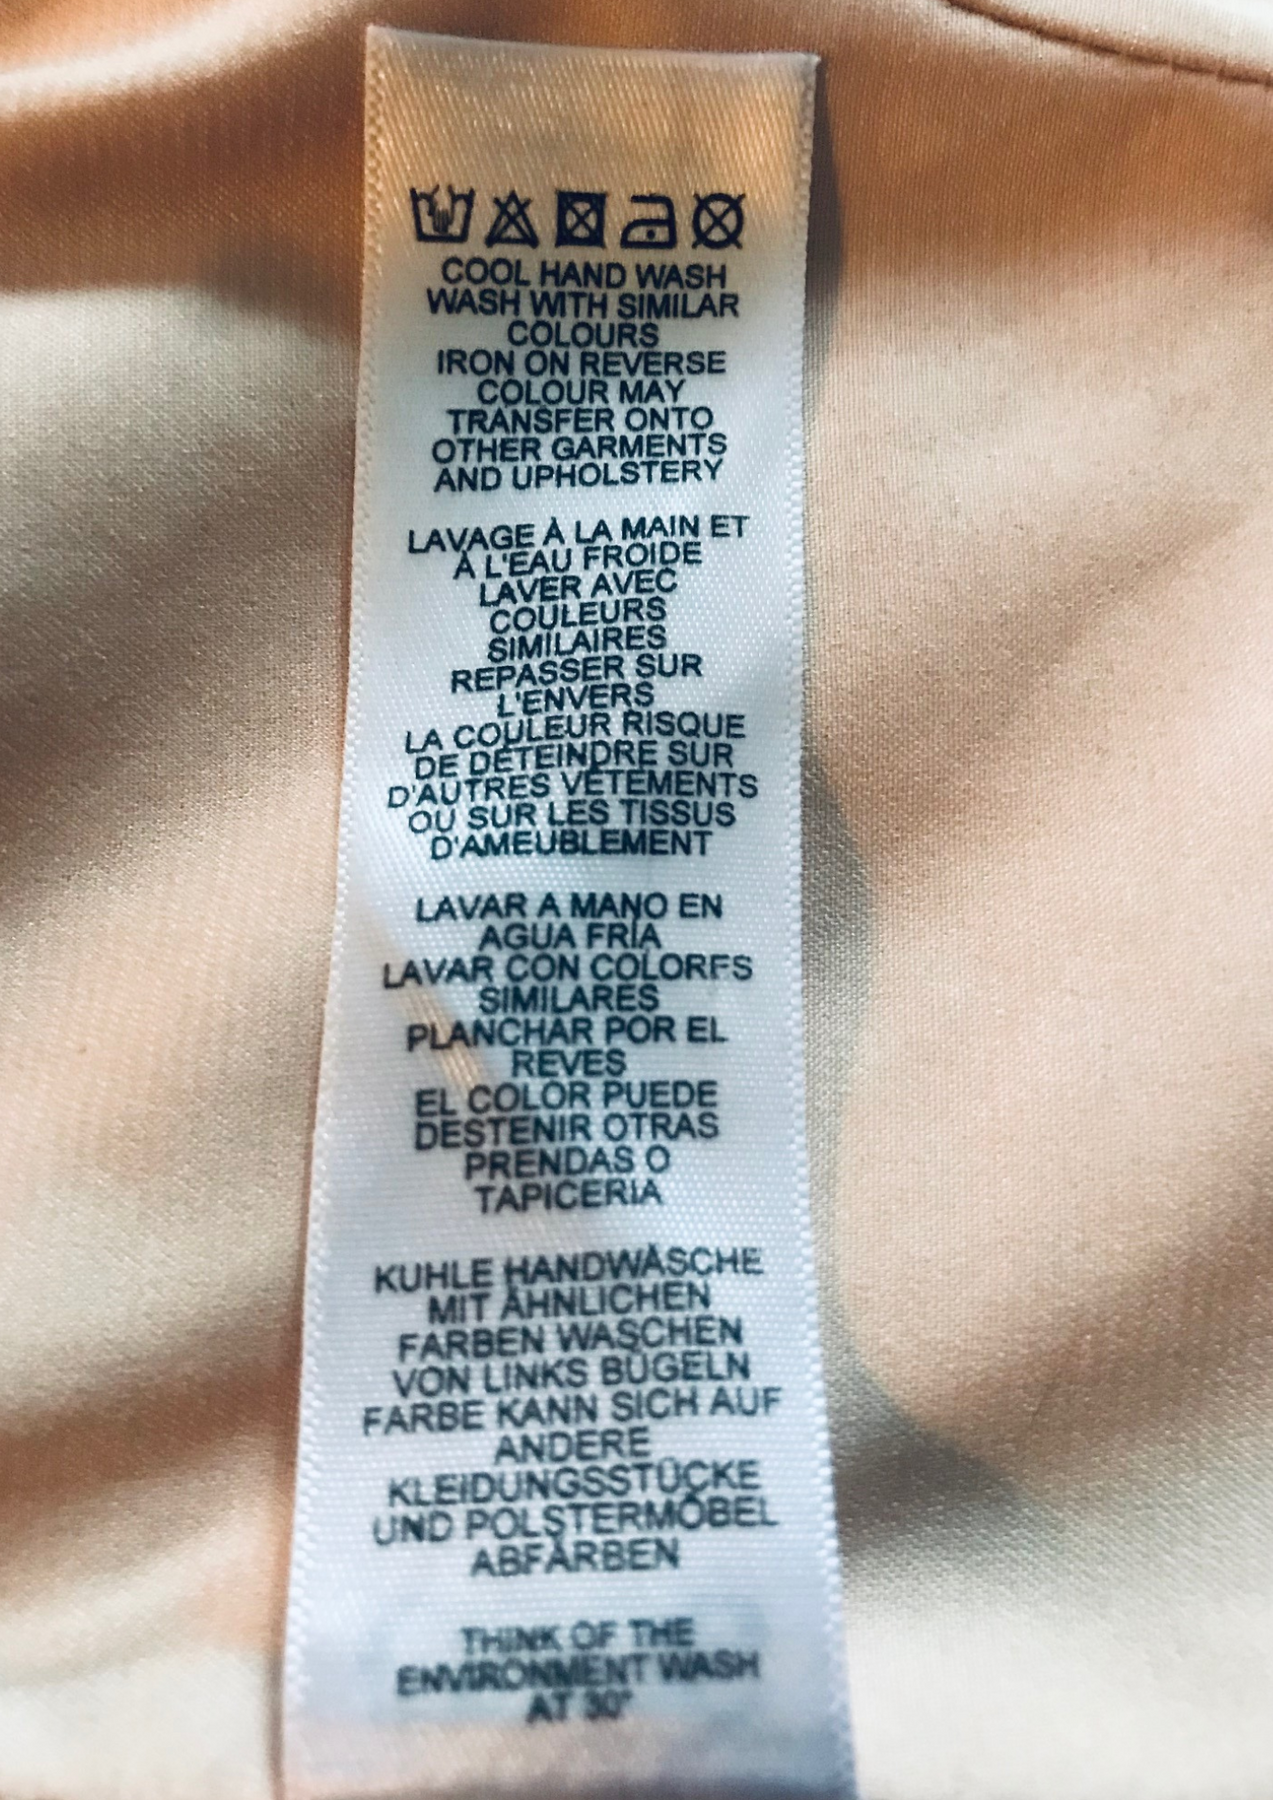 COOL HAND WASH
WASH WITH SIMILAR
COLOURS
IRON ON REVERSE
COLOUR MAY
TRANSFER ONTO
OTHER GARMENTS
AND UPHOLSTERY
LAVAGE À LA MAIN ET
À L'EAU FROIDE
LAVER AVEC
COULEURS
SIMILAIRES
REPASSER SUR
L'ENVERS
LA COULEUR RISQUE
DE DÉTEINDRE SUR
D'AUTRES VÊTEMENTS
OU SUR LES TISSUS
D'AMEUBLEMENT
LAVAR A MANO EN
AGUA FRÍA
LAVAR CON COLORES
SIMILARES
PLANCHAR POR EL
REVES
EL COLOR PUEDE
DESTENIR OTRAS
PRENDAS O
TAPICERIA
KUHLE HANDWÄSCHE
MIT ÄHNLICHEN
FARBEN WASCHEN
VON LINKS BÜGELN
FARBE KANN SICH AUF
ANDERE
KLEIDUNGSSTÜCKE
UND POLSTERMÖBEL
ABFÄRBEN
THINK OF THE
ENVIRONMENT WASH
AT 30°